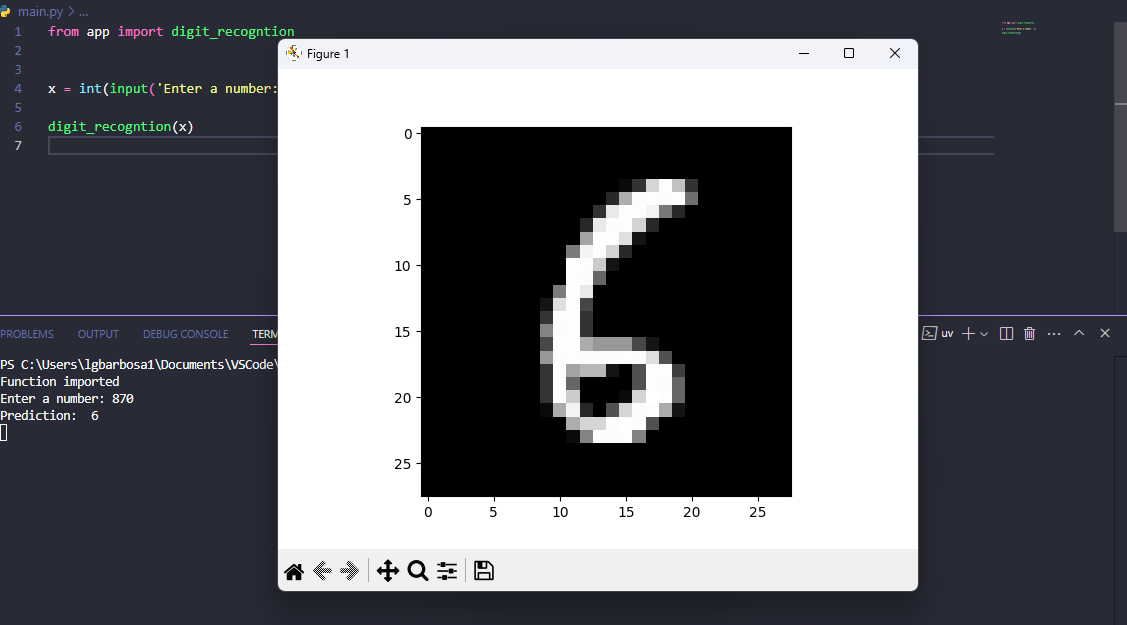 main.py > ...
1 from app import digit_recogntion
2
3
4 x = int(input('Enter a number:
5
6 digit_recogntion(x)
7
Figure 1
0
5
10
15
20
25
0 5 10 15 20 25
6
PROBLEMS OUTPUT DEBUG CONSOLE TERM
uv
PS C:\Users\lgbarbosa1\Documents\VSCode\
Function imported
Enter a number: 870
Prediction:  6